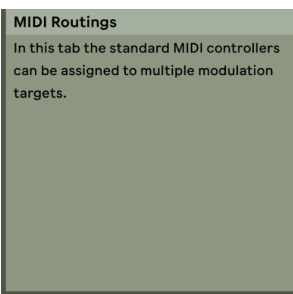 MIDI Routings
In this tab the standard MIDI controllers
can be assigned to multiple modulation
targets.